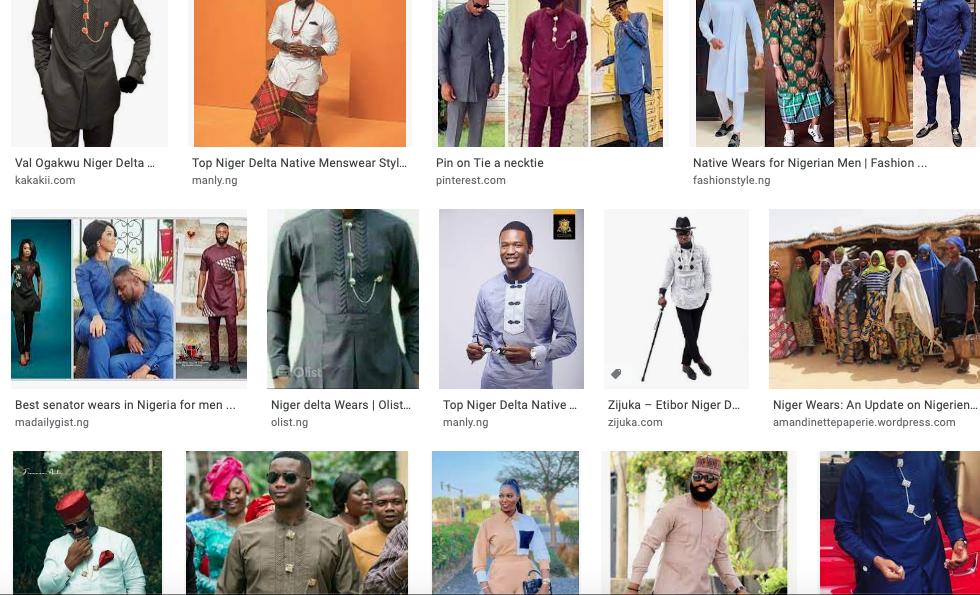 Val Ogakwu Niger Delta ...
kakakii.com
Top Niger Delta Native Menswear Styl...
manly.ng
Pin on Tie a necktie
pinterest.com
Native Wears for Nigerian Men | Fashion ...
fashionstyle.ng
Olist
Best senator wears in Nigeria for men ...
madailygist.ng
Niger delta Wears | Olist...
olist.ng
Top Niger Delta Native ...
manly.ng
Zijuka – Etibor Niger D...
zijuka.com
Niger Wears: An Update on Nigerien...
amandinettepaperie.wordpress.com